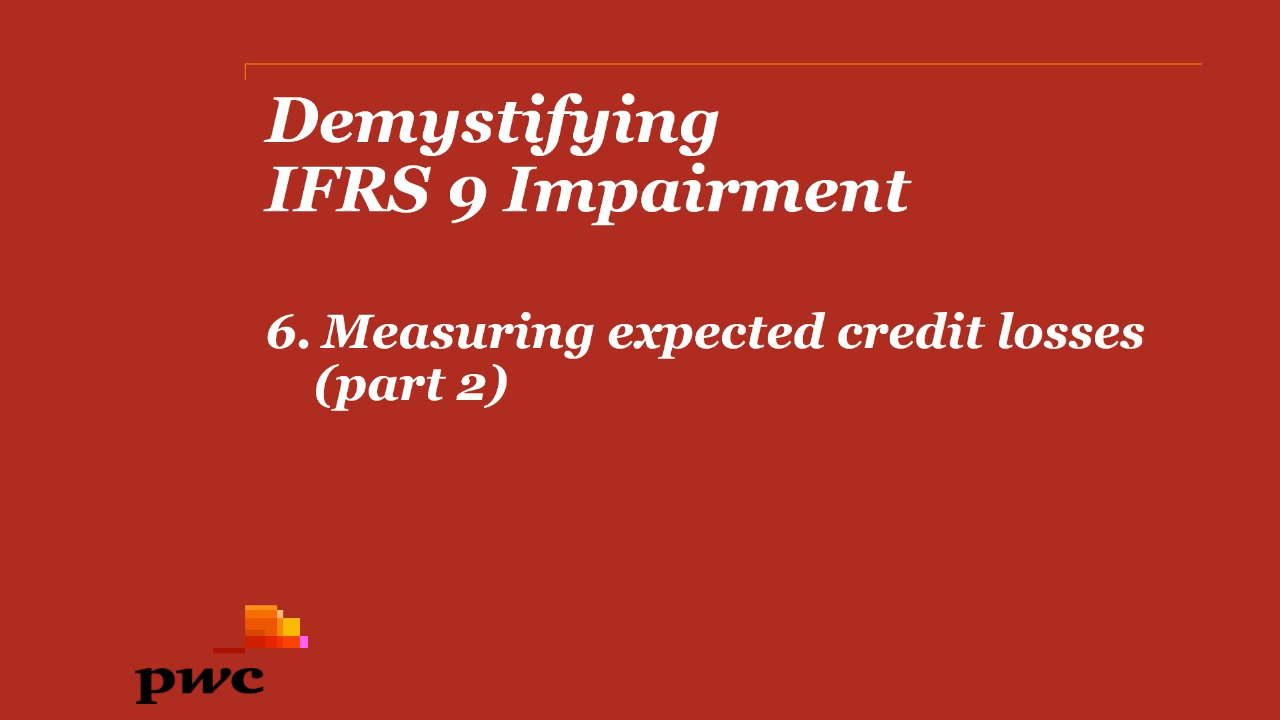 Demystifying
IFRS 9 Impairment
6. Measuring expected credit losses
(part 2)
pwc